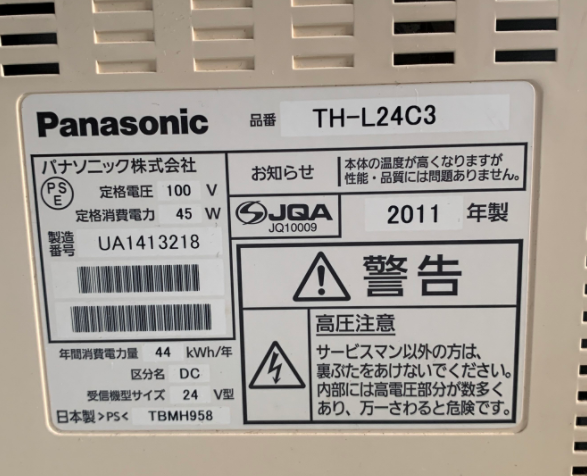 Panasonic 品番 TH-L24C3
パナソニック株式会社
PS
E
定格電圧 100 V
定格消費電力 45 W
製造番号 UA1413218
お知らせ
本体の温度が高くなりますが
性能・品質には問題ありません。
JQA
JQ10009
2011 年製
警告
高圧注意
サービスマン以外の方は、
裏ぶたをあけないでください。
内部には高電圧部分が数多く
あり、万一さわると危険です。
年間消費電力量 44 kWh/年
区分名 DC
受信機型サイズ 24 V型
日本製 >PS< TBMH958